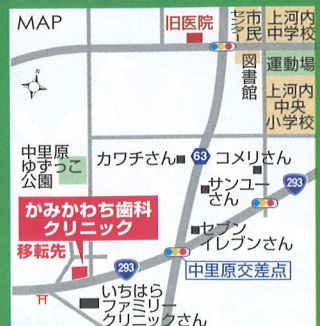 MAP
旧医院
市民
センター
上河内
中学校
図書館
運動場
上河内
中央
小学校
N
中里原
ゆずっこ
公園
カワチさん
63
コメリさん
サンユー
さん
293
かみかわち歯科
クリニック
移転先
セブン
イレブンさん
293
中里原交差点
いちはら
ファミリー
クリニックさん